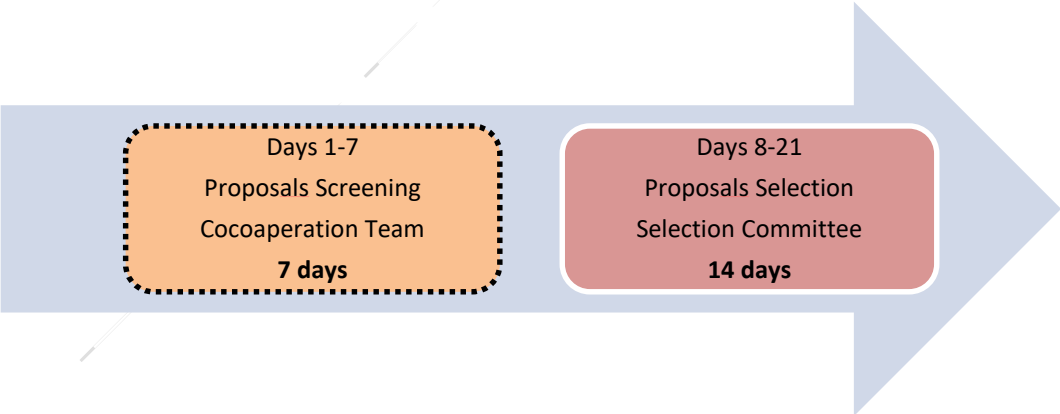 Days 1-7
Proposals Screening
Cocoaperation Team
7 days
Days 8-21
Proposals Selection
Selection Committee
14 days